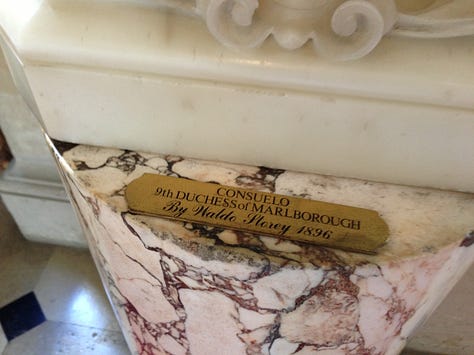 CONSUELO
9th DUCHESS of MARLBOROUGH
By Waldo Storey 1896